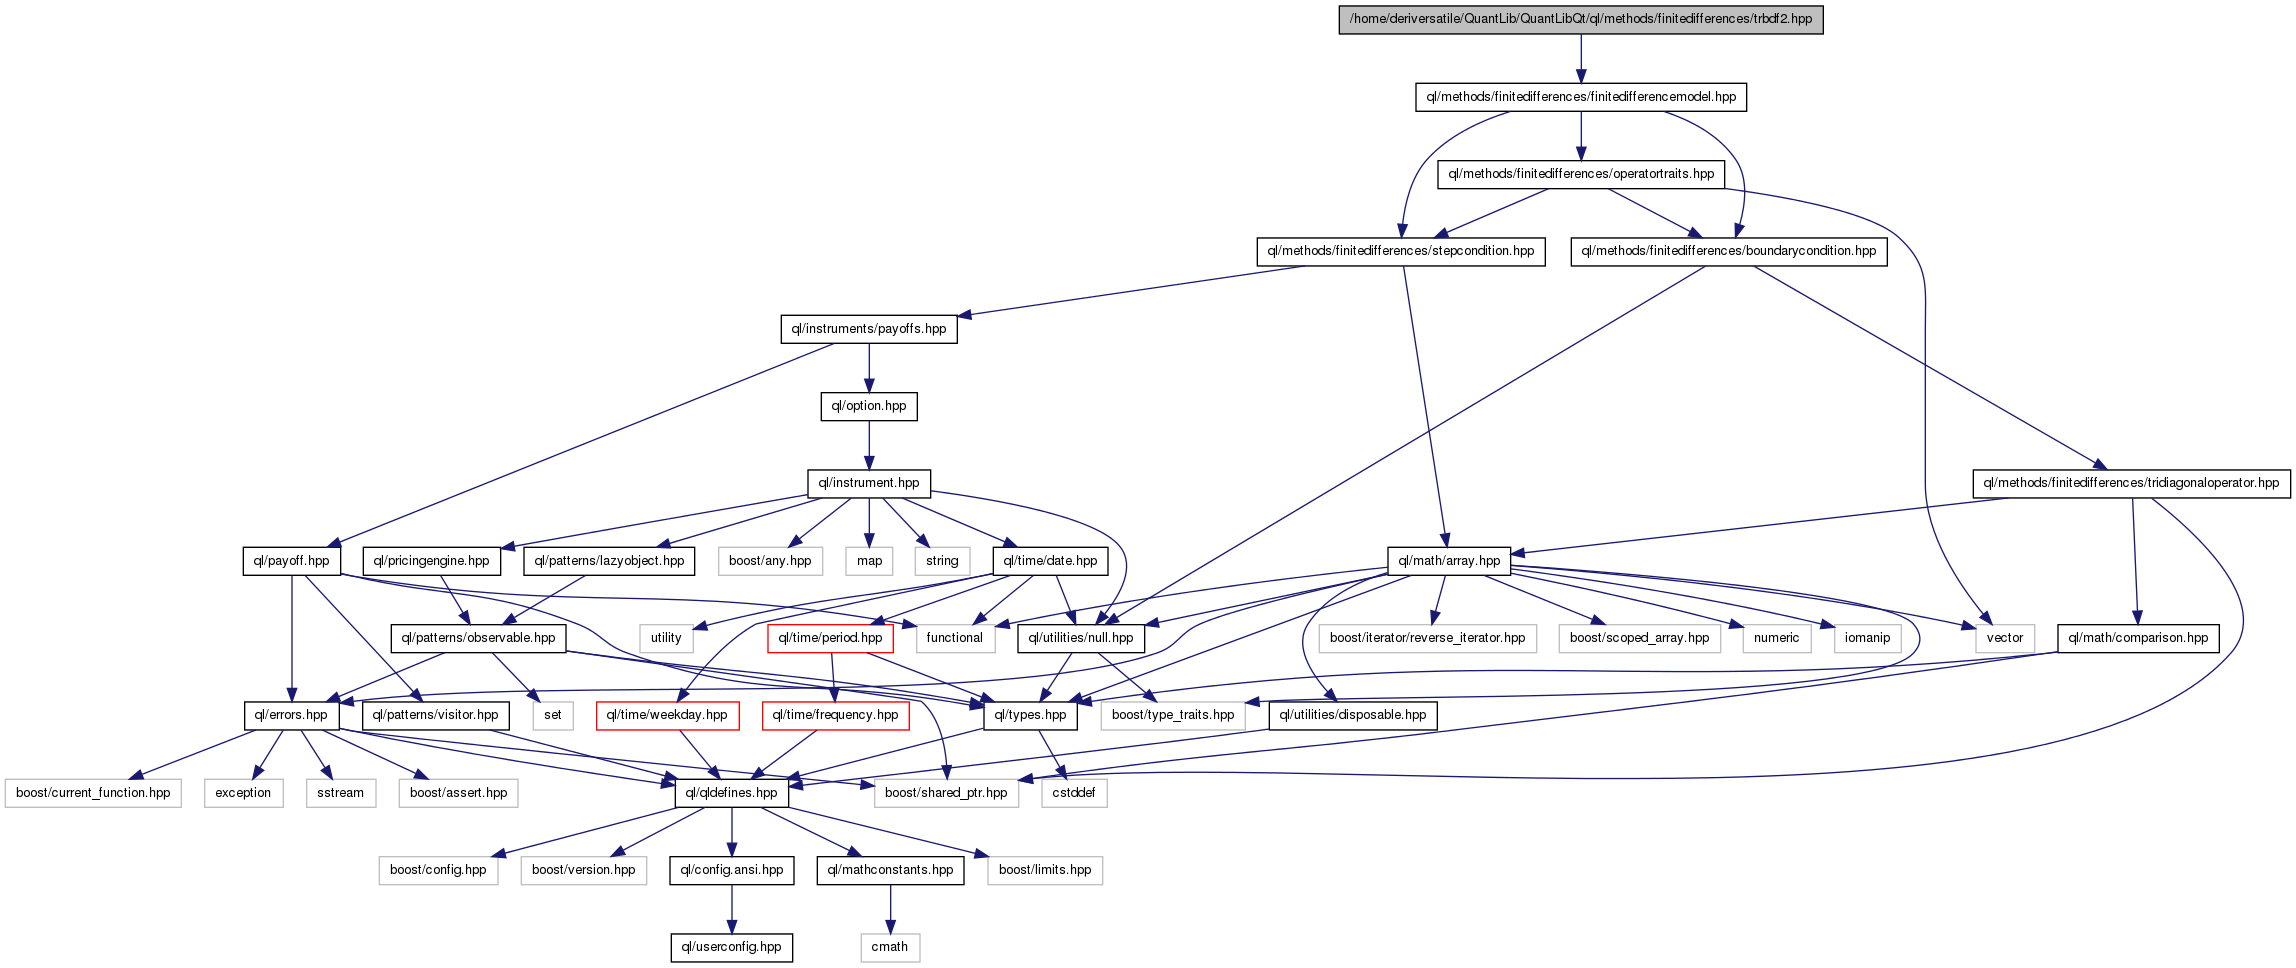 /home/deriversatile/QuantLib/QuantLibQt/ql/methods/finitedifferences/trbdf2.hpp
ql/methods/finitedifferences/finitedifferencemodel.hpp
ql/methods/finitedifferences/operatortraits.hpp
ql/methods/finitedifferences/stepcondition.hpp
ql/methods/finitedifferences/boundarycondition.hpp
ql/instruments/payoffs.hpp
ql/option.hpp
ql/instrument.hpp
ql/methods/finitedifferences/tridiagonaloperator.hpp
ql/payoff.hpp
ql/pricingengine.hpp
ql/patterns/lazyobject.hpp
boost/any.hpp
map
string
ql/time/date.hpp
ql/math/array.hpp
ql/patterns/observable.hpp
utility
ql/time/period.hpp
functional
ql/utilities/null.hpp
boost/iterator/reverse_iterator.hpp
boost/scoped_array.hpp
numeric
iomanip
vector
ql/math/comparison.hpp
ql/errors.hpp
ql/patterns/visitor.hpp
set
ql/time/weekday.hpp
ql/time/frequency.hpp
ql/types.hpp
boost/type_traits.hpp
ql/utilities/disposable.hpp
boost/current_function.hpp
exception
sstream
boost/assert.hpp
ql/qldefines.hpp
boost/shared_ptr.hpp
cstddef
boost/config.hpp
boost/version.hpp
ql/config.ansi.hpp
ql/mathconstants.hpp
boost/limits.hpp
ql/userconfig.hpp
cmath